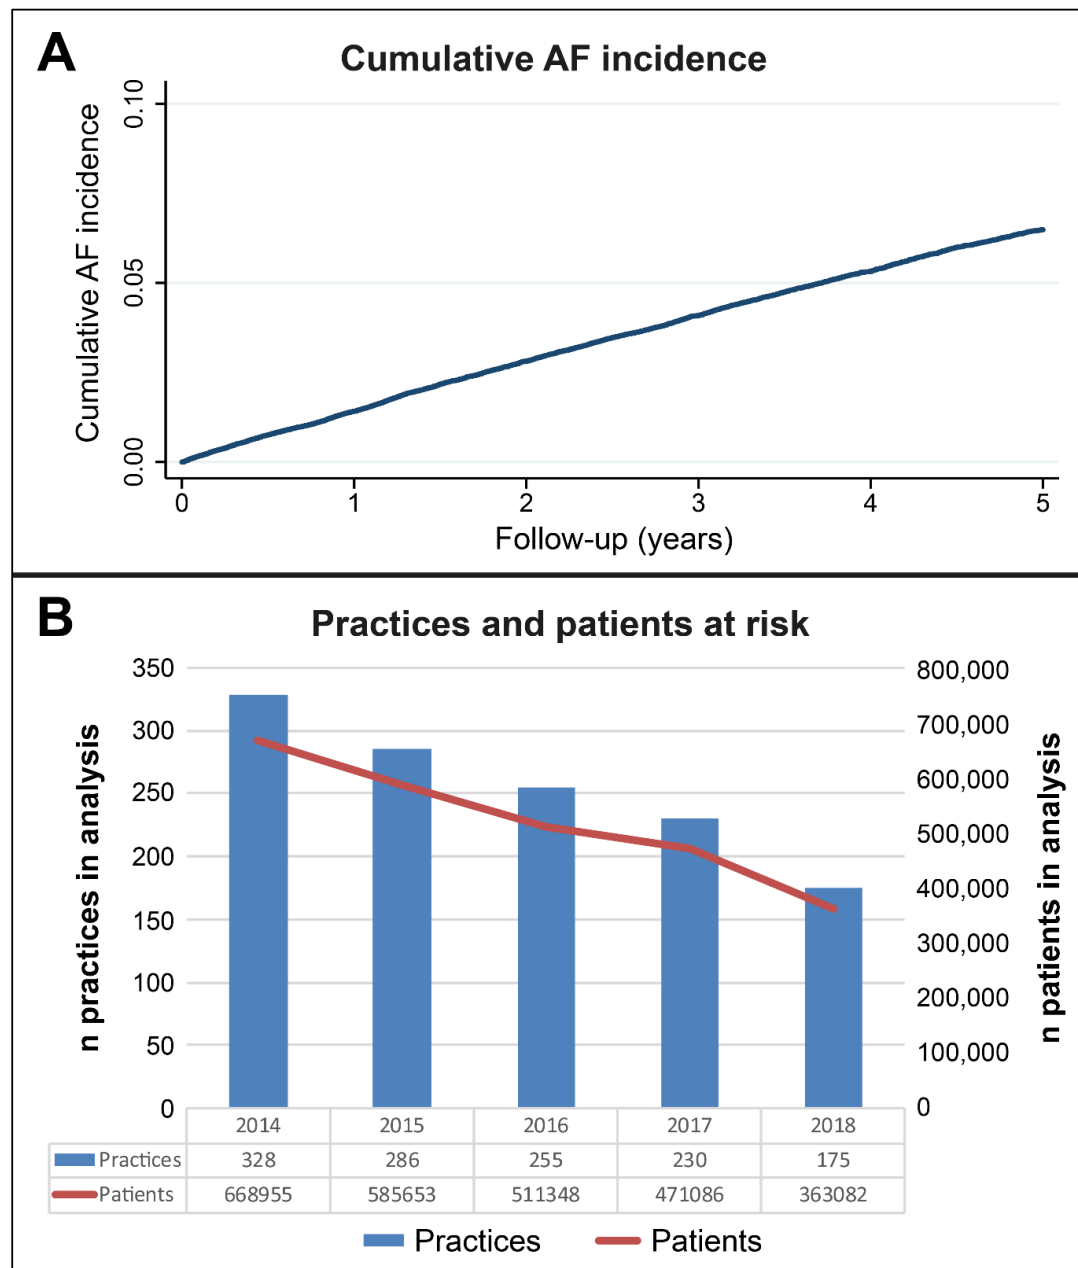 A
Cumulative AF incidence
Cumulative AF incidence
0.10
0.05
0.00
0 1 2 3 4 5
Follow-up (years)
B
Practices and patients at risk
n practices in analysis
350
300
250
200
150
100
50
0
800,000
700,000
600,000
500,000
400,000
300,000
200,000
100,000
0
n patients in analysis
2014 2015 2016 2017 2018
Practices 328 286 255 230 175
Patients 668955 585653 511348 471086 363082
Practices Patients